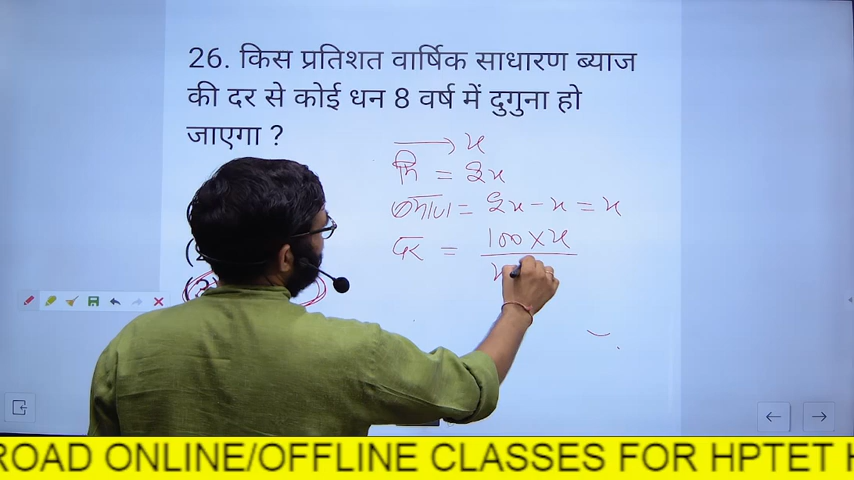 26. किस प्रतिशत वार्षिक साधारण ब्याज
की दर से कोई धन 8 वर्ष में दुगुना हो
जाएगा ?
→ x
मि = 2x
ब्याज = 2x - x = x
दर = 100 × x
x
(3)
ROAD ONLINE/OFFLINE CLASSES FOR HPTET H